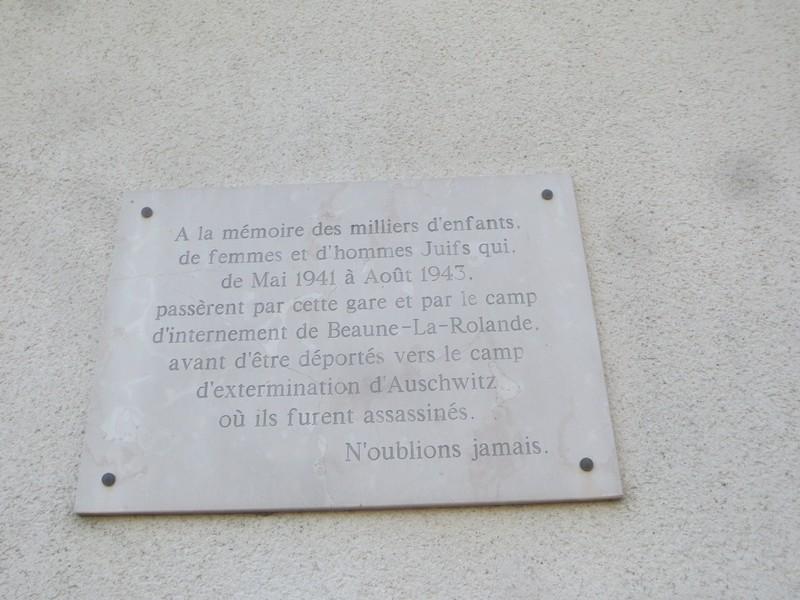 A la mémoire des milliers d'enfants,
de femmes et d'hommes Juifs qui,
de Mai 1941 à Août 1943,
passèrent par cette gare et par le camp
d'internement de Beaune-La-Rolande,
avant d'être déportés vers le camp
d'extermination d'Auschwitz
où ils furent assassinés.
N'oublions jamais.